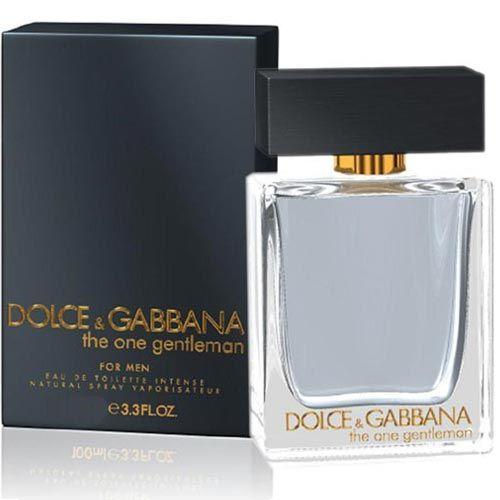 DOLCE & GABBANA
the one gentleman
FOR MEN
EAU DE TOILETTE INTENSE
NATURAL SPRAY VAPORISATEUR
e3.3FL.OZ.
DOLCE & GABBANA
the one gentleman